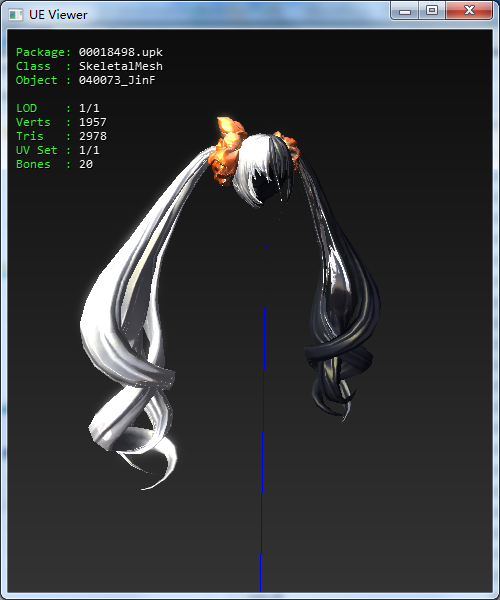 UE Viewer
Package: 00018498.upk
Class : SkeletalMesh
Object : 040073_JinF
LOD : 1/1
Verts : 1957
Tris : 2978
UV Set : 1/1
Bones : 20